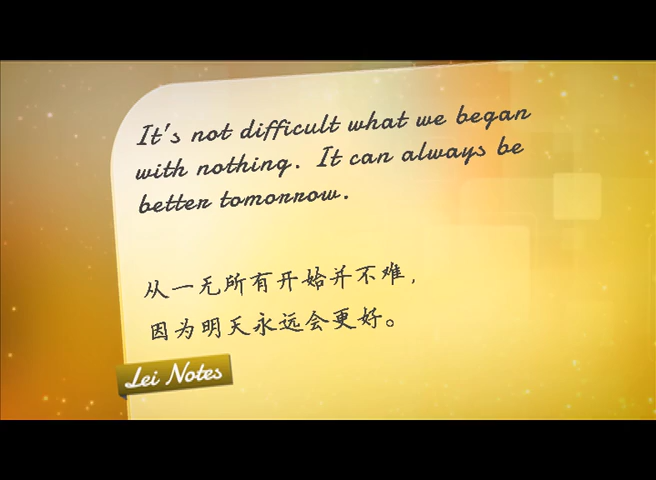 It's not difficult what we began
with nothing. It can always be
better tomorrow.
从一无所有开始并不难，
因为明天永远会更好。
Lei Notes